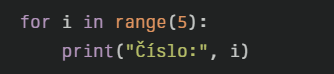 for i in range(5):
    print("Číslo:", i)